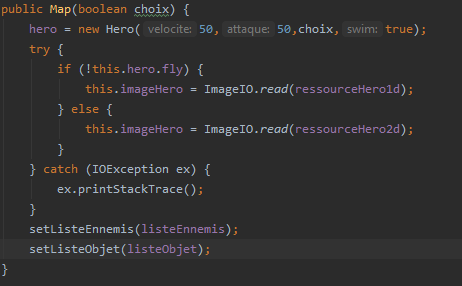 public Map(boolean choix) {
    hero = new Hero( velocite: 50, attaque: 50,choix, swim: true);
    try {
        if (!this.hero.fly) {
            this.imageHero = ImageIO.read(ressourceHero1d);
        } else {
            this.imageHero = ImageIO.read(ressourceHero2d);
        }
    } catch (IOException ex) {
        ex.printStackTrace();
    }
    setListeEnnemis(listeEnnemis);
    setListeObjet(listeObjet);
}